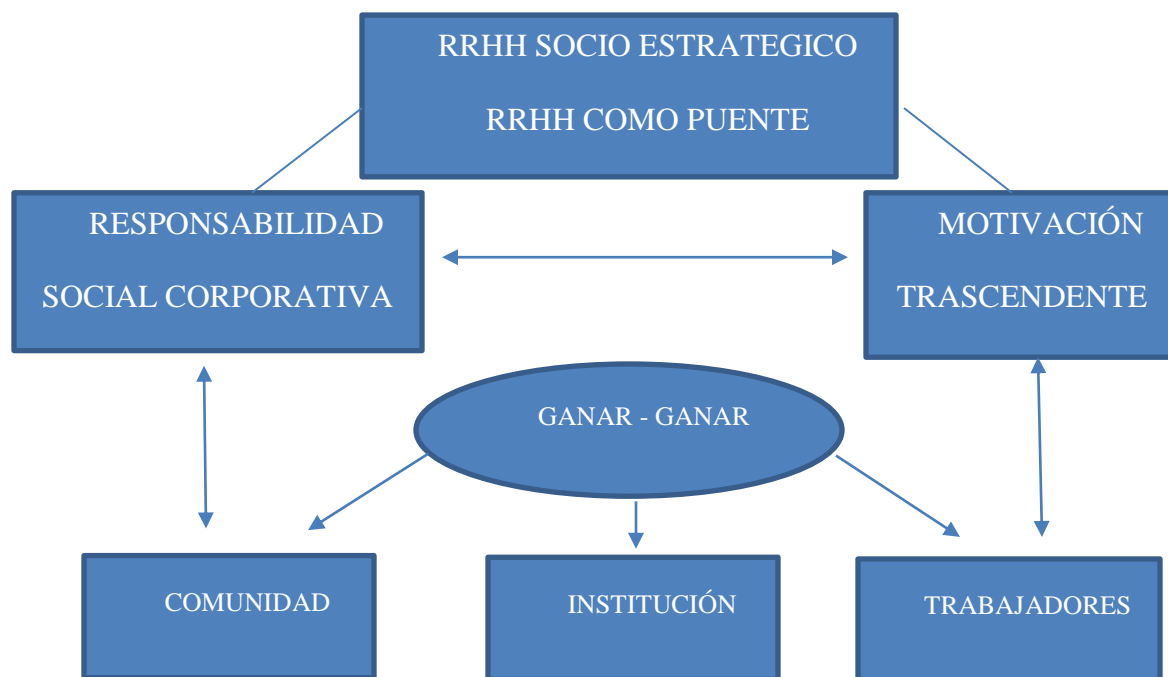 RRHH SOCIO ESTRATEGICO
RRHH COMO PUENTE
RESPONSABILIDAD
SOCIAL CORPORATIVA
MOTIVACIÓN
TRASCENDENTE
GANAR - GANAR
COMUNIDAD
INSTITUCIÓN
TRABAJADORES